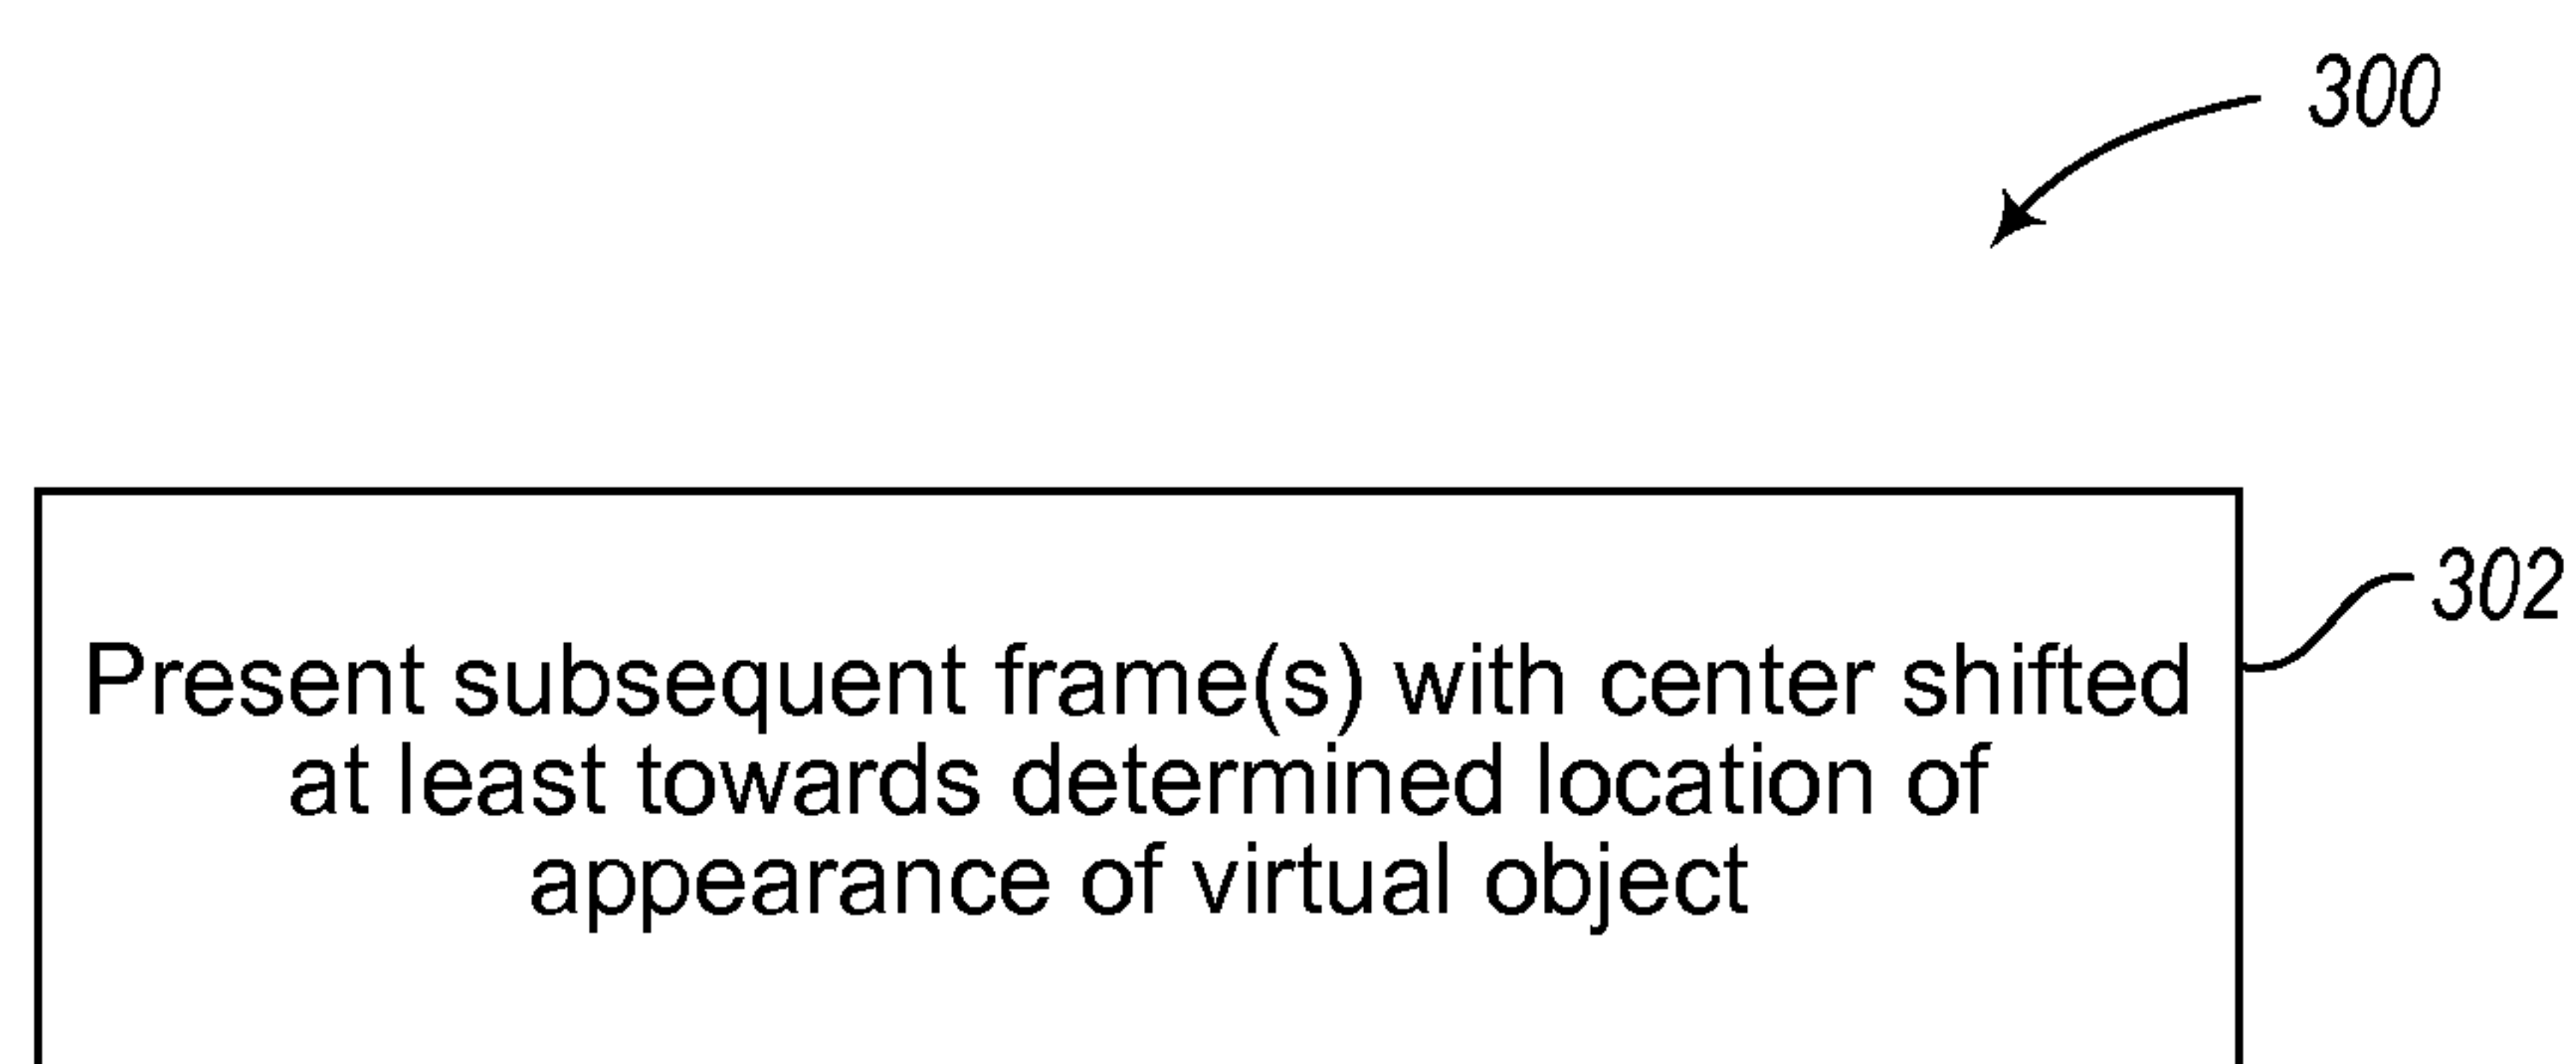 300
302
Present subsequent frame(s) with center shifted
at least towards determined location of
appearance of virtual object